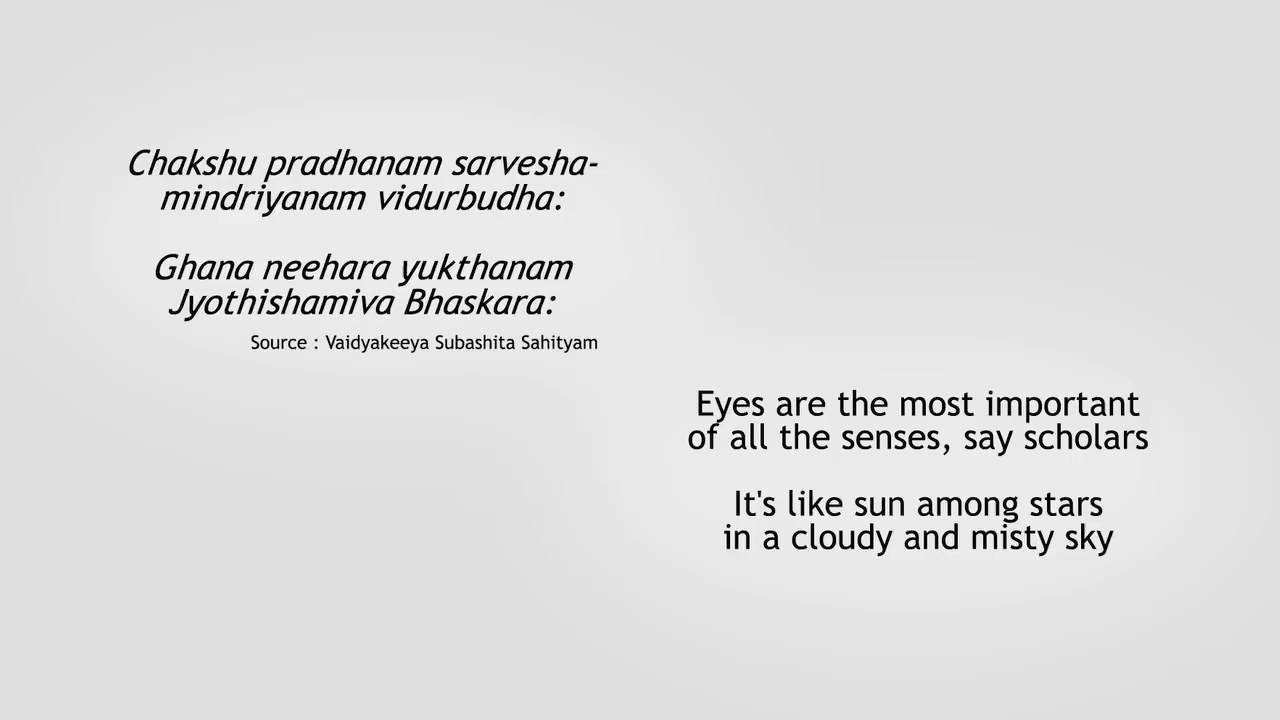 Chakshu pradhanam sarvesha-
mindriyanam vidurbudha:
Ghana neehara yukthanam
Jyothishamiva Bhaskara:
Source : Vaidyakeeya Subashita Sahityam
Eyes are the most important
of all the senses, say scholars
It's like sun among stars
in a cloudy and misty sky